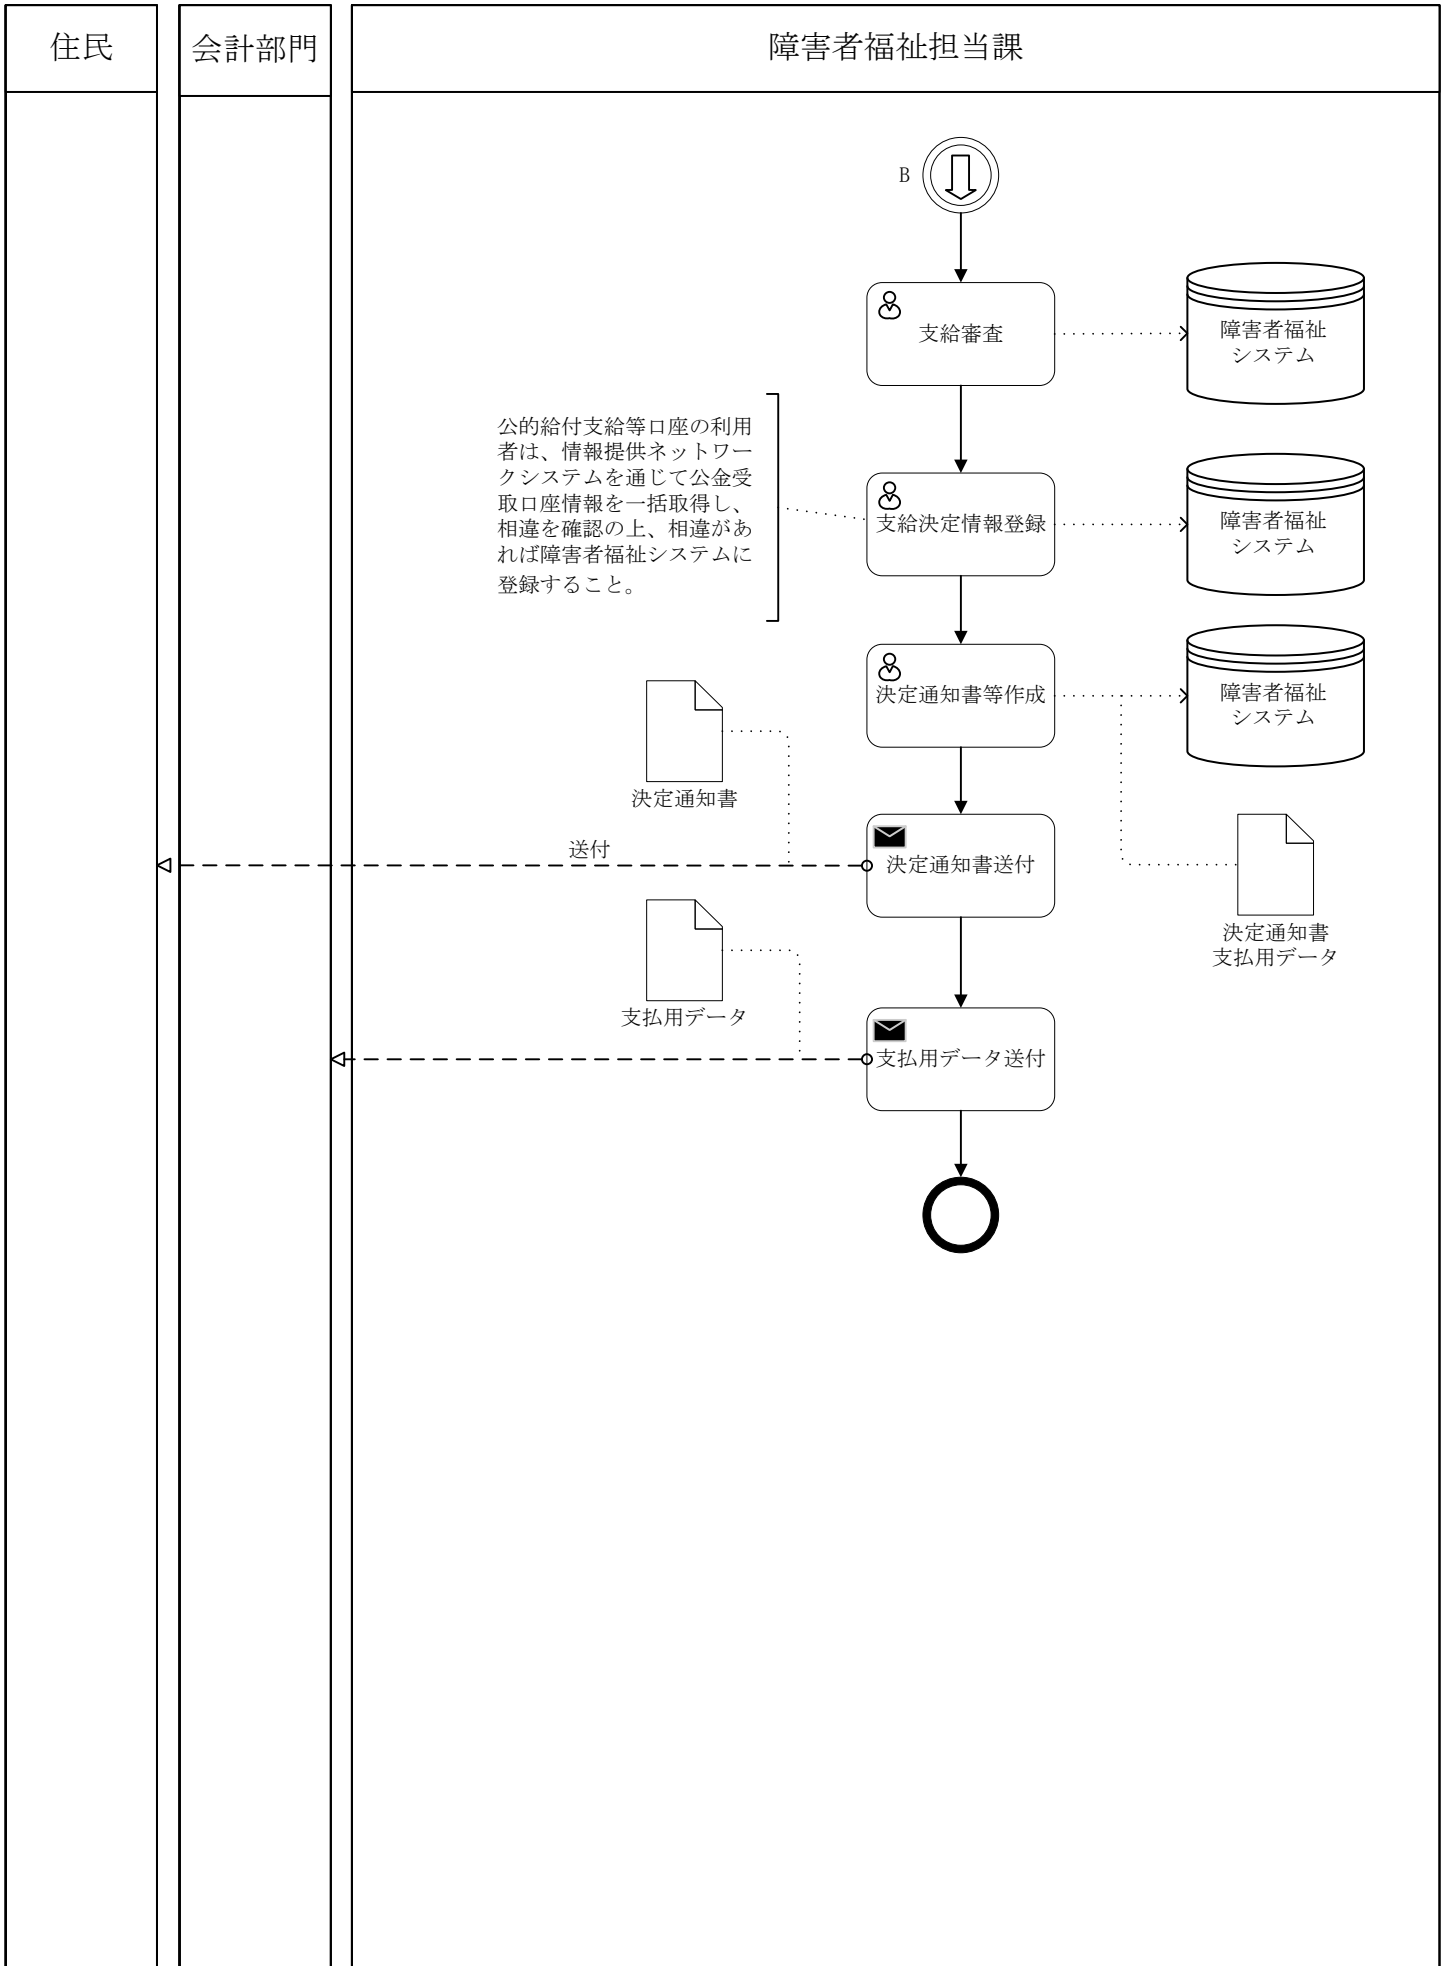 住民
会計部門
障害者福祉担当課
B
支給審査
障害者福祉
システム
公的給付支給等口座の利用
者は、情報提供ネットワー
クシステムを通じて公金受
取口座情報を一括取得し、
相違を確認の上、相違があ
れば障害者福祉システムに
登録すること。
支給決定情報登録
障害者福祉
システム
決定通知書等作成
障害者福祉
システム
決定通知書
送付
決定通知書送付
決定通知書
支払用データ
支払用データ
支払用データ送付